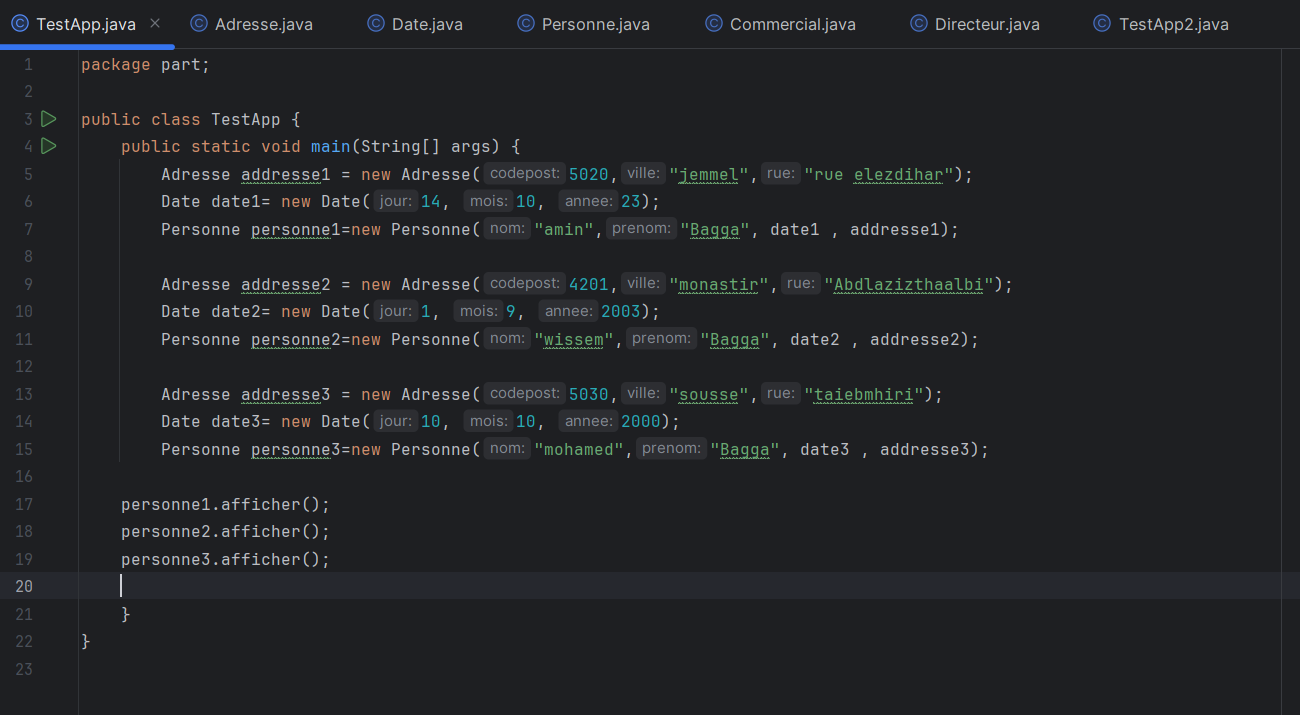 TestApp.java
Adresse.java
Date.java
Personne.java
Commercial.java
Directeur.java
TestApp2.java
1 package part;
2
3 public class TestApp {
4 public static void main(String[] args) {
5 Adresse addresse1 = new Adresse( codepost: 5020, ville: "jemmel", rue: "rue elezdihar");
6 Date date1= new Date( jour: 14, mois: 10, annee: 23);
7 Personne personne1=new Personne( nom: "amin", prenom: "Bagga", date1 , addresse1);
8
9 Adresse addresse2 = new Adresse( codepost: 4201, ville: "monastir", rue: "Abdlazizthaalbi");
10 Date date2= new Date( jour: 1, mois: 9, annee: 2003);
11 Personne personne2=new Personne( nom: "wissem", prenom: "Bagga", date2 , addresse2);
12
13 Adresse addresse3 = new Adresse( codepost: 5030, ville: "sousse", rue: "taiebmhiri");
14 Date date3= new Date( jour: 10, mois: 10, annee: 2000);
15 Personne personne3=new Personne( nom: "mohamed", prenom: "Bagga", date3 , addresse3);
16
17 personne1.afficher();
18 personne2.afficher();
19 personne3.afficher();
20
21 }
22 }
23